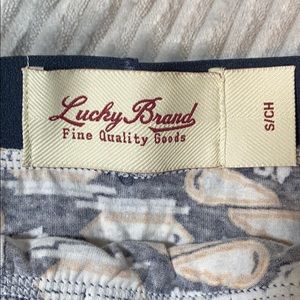 Lucky Brand
Fine Quality Goods
S/CH